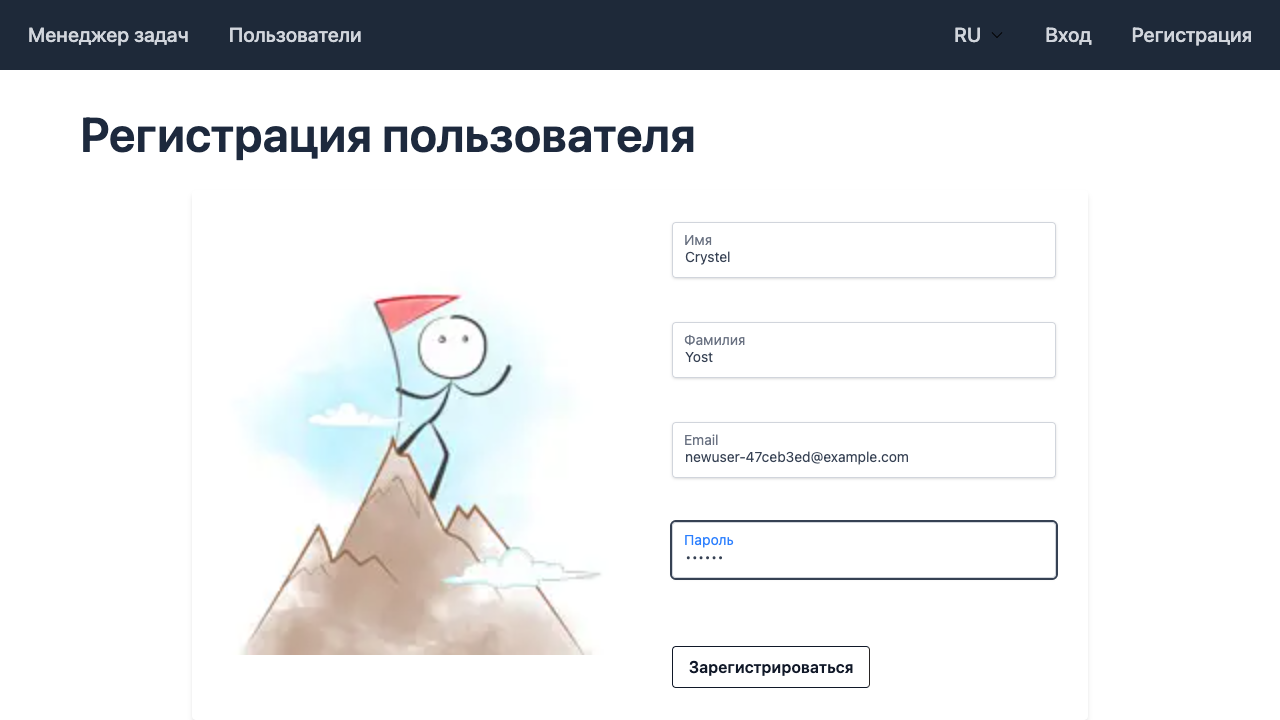 Менеджер задач
Пользователи
RU
Вход
Регистрация
Регистрация пользователя
Имя
Crystel
Фамилия
Yost
Email
newuser-47ceb3ed@example.com
Пароль
••••••
Зарегистрироваться